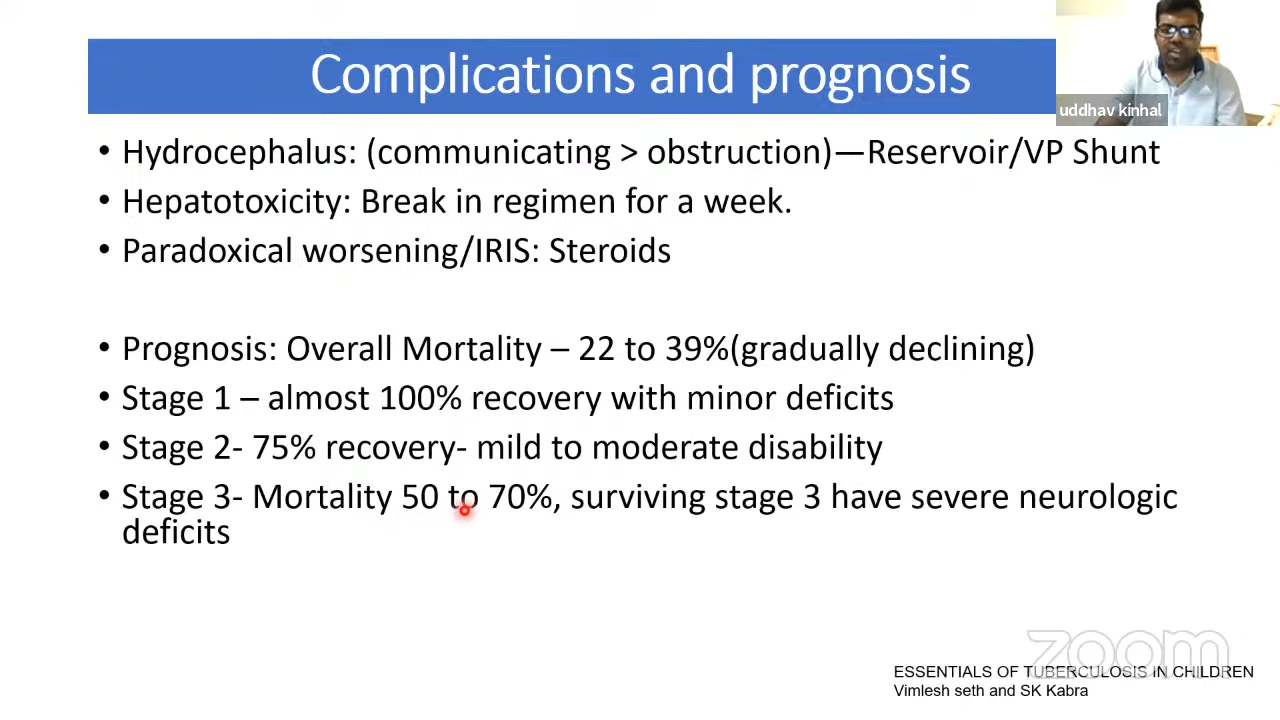 Complications and prognosis
uddhav kinhal
• Hydrocephalus: (communicating > obstruction)—Reservoir/VP Shunt
• Hepatotoxicity: Break in regimen for a week.
• Paradoxical worsening/IRIS: Steroids
• Prognosis: Overall Mortality – 22 to 39%(gradually declining)
• Stage 1 – almost 100% recovery with minor deficits
• Stage 2- 75% recovery- mild to moderate disability
• Stage 3- Mortality 50 to 70%, surviving stage 3 have severe neurologic
deficits
zoom
ESSENTIALS OF TUBERCULOSIS IN CHILDREN
Vimlesh seth and SK Kabra